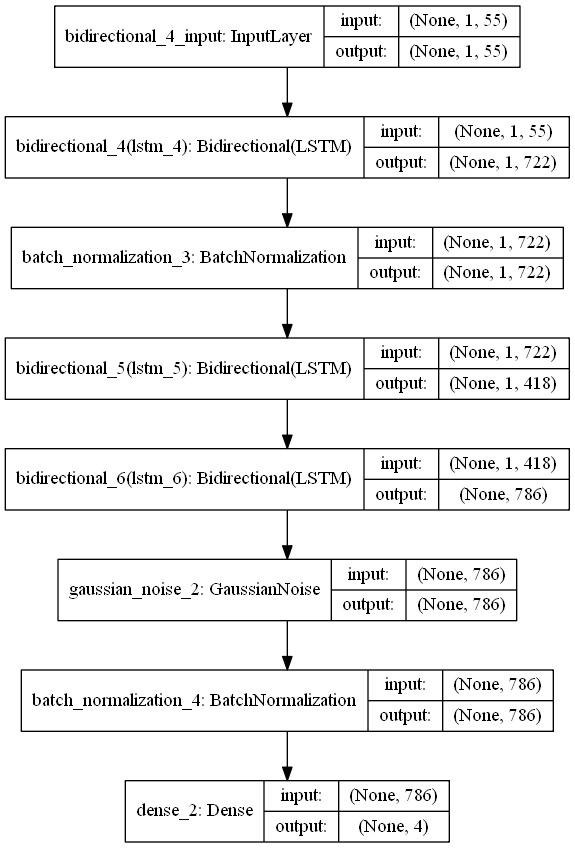 bidirectional_4_input: InputLayer
input:
(None, 1, 55)
output:
(None, 1, 55)
bidirectional_4(lstm_4): Bidirectional(LSTM)
input:
(None, 1, 55)
output:
(None, 1, 722)
batch_normalization_3: BatchNormalization
input:
(None, 1, 722)
output:
(None, 1, 722)
bidirectional_5(lstm_5): Bidirectional(LSTM)
input:
(None, 1, 722)
output:
(None, 1, 418)
bidirectional_6(lstm_6): Bidirectional(LSTM)
input:
(None, 1, 418)
output:
(None, 786)
gaussian_noise_2: GaussianNoise
input:
(None, 786)
output:
(None, 786)
batch_normalization_4: BatchNormalization
input:
(None, 786)
output:
(None, 786)
dense_2: Dense
input:
(None, 786)
output:
(None, 4)